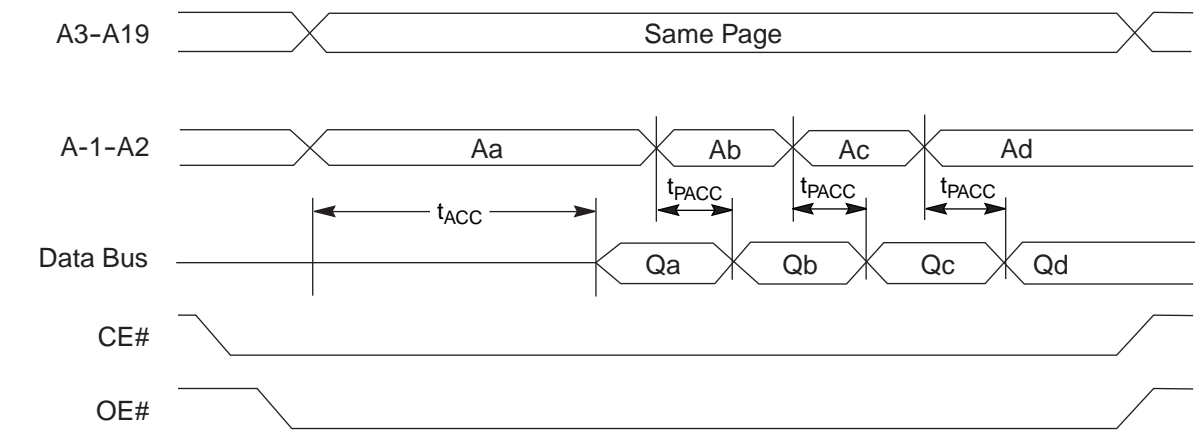 A3-A19 Same Page
A-1-A2 Aa Ab Ac Ad
tACC tPACC tPACC tPACC
Data Bus Qa Qb Qc Qd
CE#
OE#